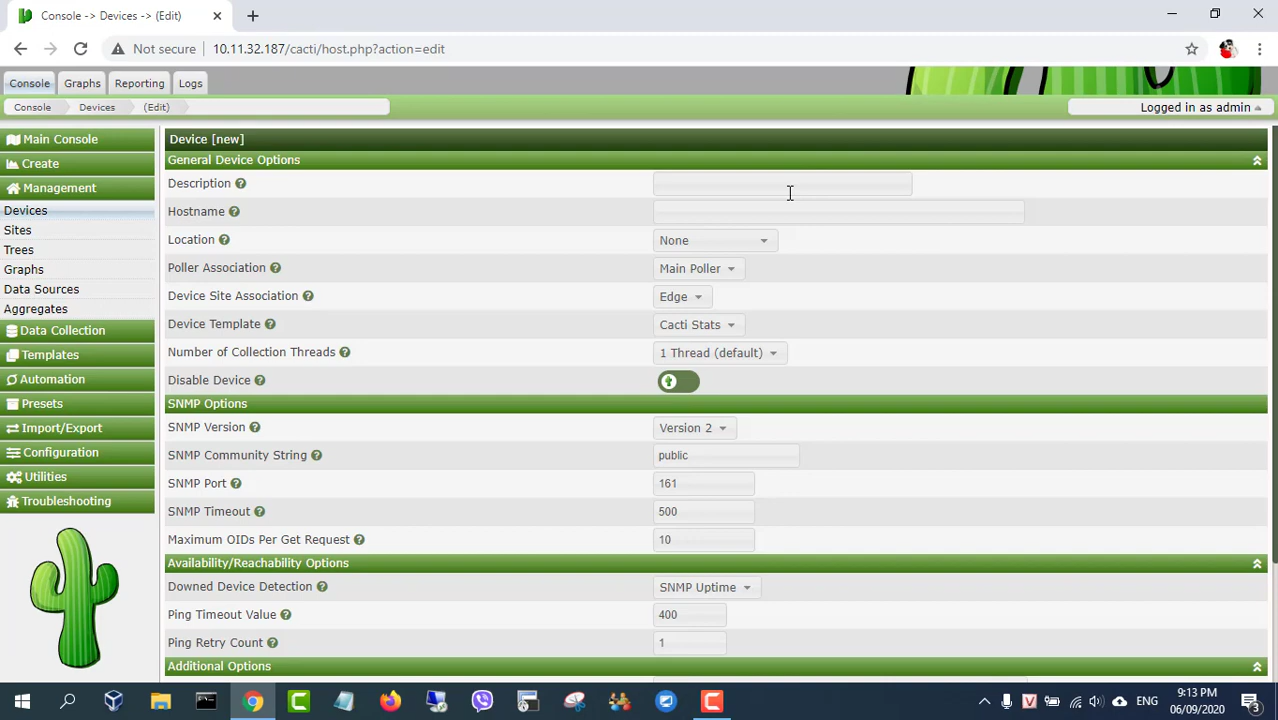 Console -> Devices -> (Edit)
Not secure
10.11.32.187/cacti/host.php?action=edit
Console
Graphs
Reporting
Logs
Console
Devices
(Edit)
Logged in as admin
Main Console
Create
Management
Devices
Sites
Trees
Graphs
Data Sources
Aggregates
Data Collection
Templates
Automation
Presets
Import/Export
Configuration
Utilities
Troubleshooting
Device [new]
General Device Options
Description
Hostname
Location
None
Poller Association
Main Poller
Device Site Association
Edge
Device Template
Cacti Stats
Number of Collection Threads
1 Thread (default)
Disable Device
SNMP Options
SNMP Version
Version 2
SNMP Community String
public
SNMP Port
161
SNMP Timeout
500
Maximum OIDs Per Get Request
10
Availability/Reachability Options
Downed Device Detection
SNMP Uptime
Ping Timeout Value
400
Ping Retry Count
1
Additional Options
ENG
9:13 PM
06/09/2020
3